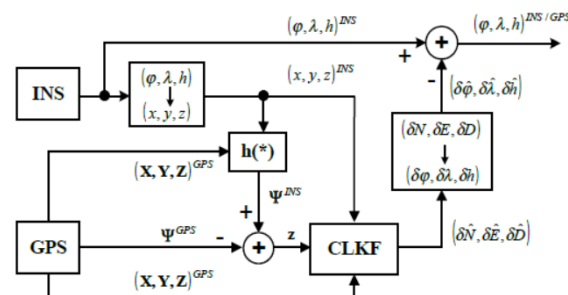 (φ, λ, h)^INS
(φ, λ, h)^INS/GPS
+
+
-
(x, y, z)^INS
(δφ̂, δλ̂, δĥ)
INS
(φ, λ, h)
(x, y, z)
(δN, δE, δD)
(δφ, δλ, δh)
h(*)
(X, Y, Z)^GPS
Ψ^INS
+
GPS
Ψ^GPS
-
+
z
CLKF
(δN̂, δÊ, δD̂)
(X, Y, Z)^GPS